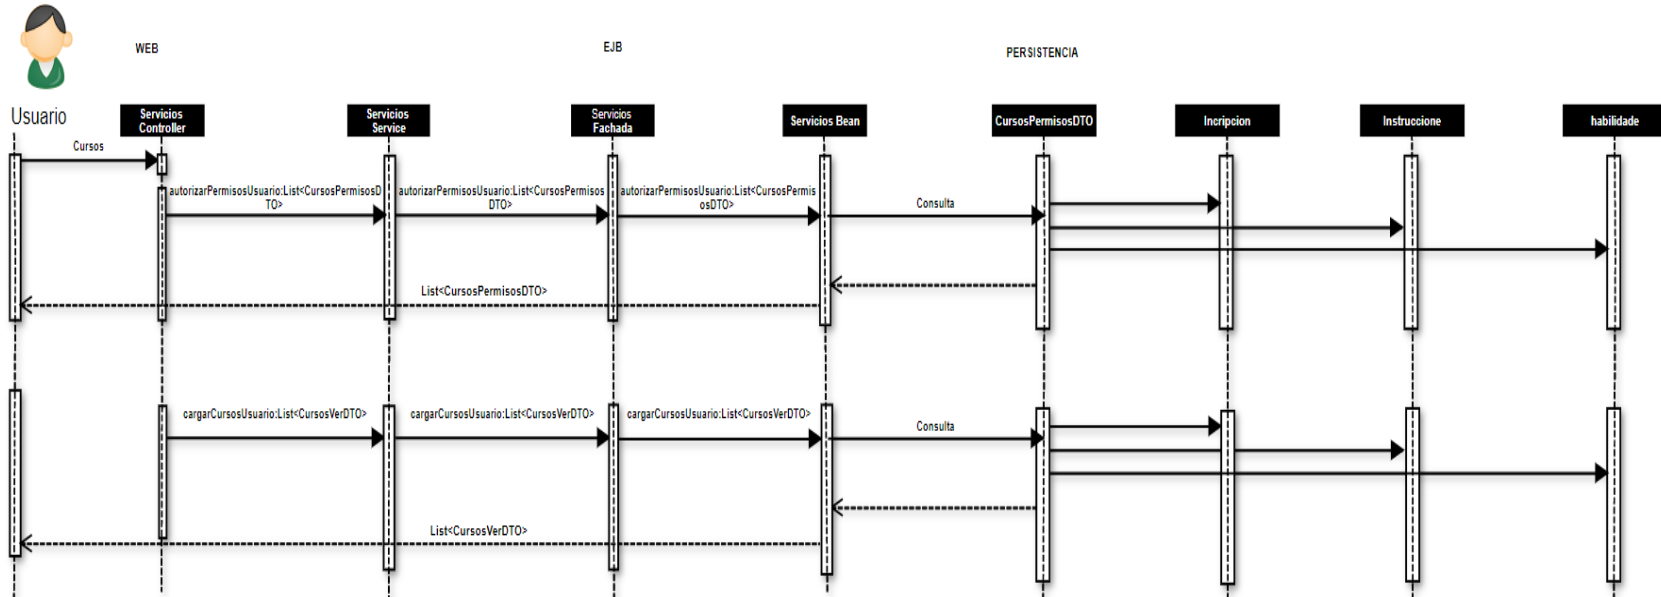 WEB
EJB
PERSISTENCIA
Usuario
Servicios
Controller
Servicios
Service
Servicios
Fachada
Servicios Bean
CursosPermisosDTO
Incripcion
Instruccione
habilidade
Cursos
autorizarPermisosUsuario:List<CursosPermisosD
TO>
autorizarPermisosUsuario:List<CursosPermisos
DTO>
autorizarPermisosUsuario:List<CursosPermis
osDTO>
Consulta
List<CursosPermisosDTO>
cargarCursosUsuario:List<CursosVerDTO>
cargarCursosUsuario:List<CursosVerDTO>
cargarCursosUsuario:List<CursosVerDTO>
Consulta
List<CursosVerDTO>